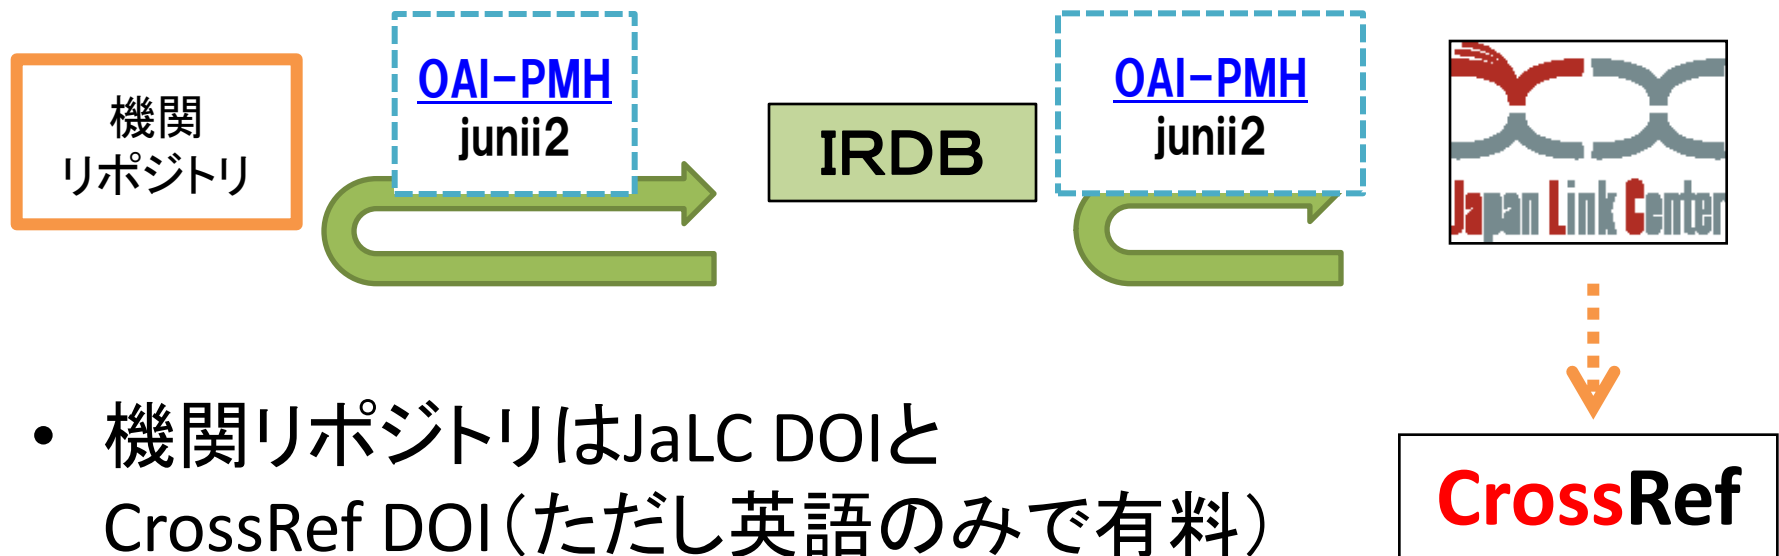 機関
リポジトリ
OAI-PMH
junii2
IRDB
OAI-PMH
junii2
Japan Link Center
• 機関リポジトリはJaLC DOIと
CrossRef DOI(ただし英語のみで有料)
CrossRef